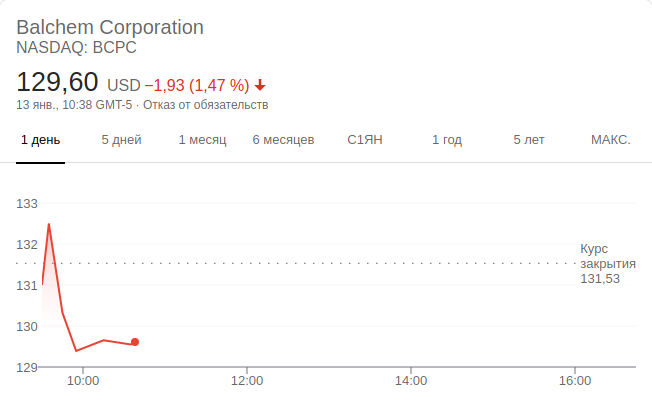 Balchem Corporation
NASDAQ: BCPC
129,60 USD −1,93 (1,47 %)
13 янв., 10:38 GMT-5 · Отказ от обязательств
1 день 5 дней 1 месяц 6 месяцев С1ЯН 1 год 5 лет МАКС.
133
132
131
130
129
Курс
закрытия
131,53
10:00 12:00 14:00 16:00